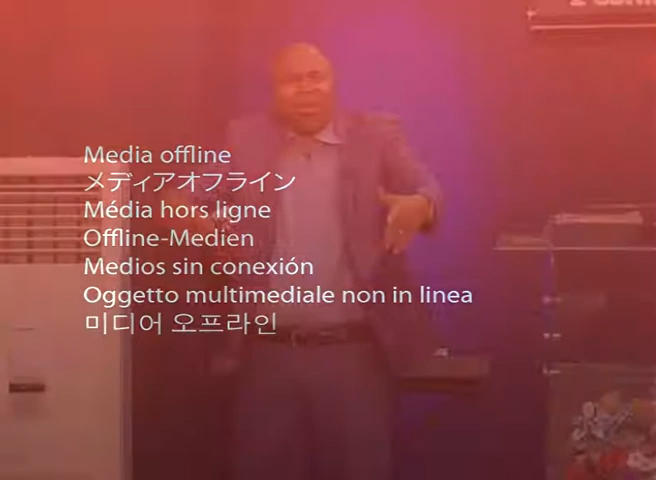 Media offline
メディアオフライン
Média hors ligne
Offline-Medien
Medios sin conexión
Oggetto multimediale non in linea
미디어 오프라인